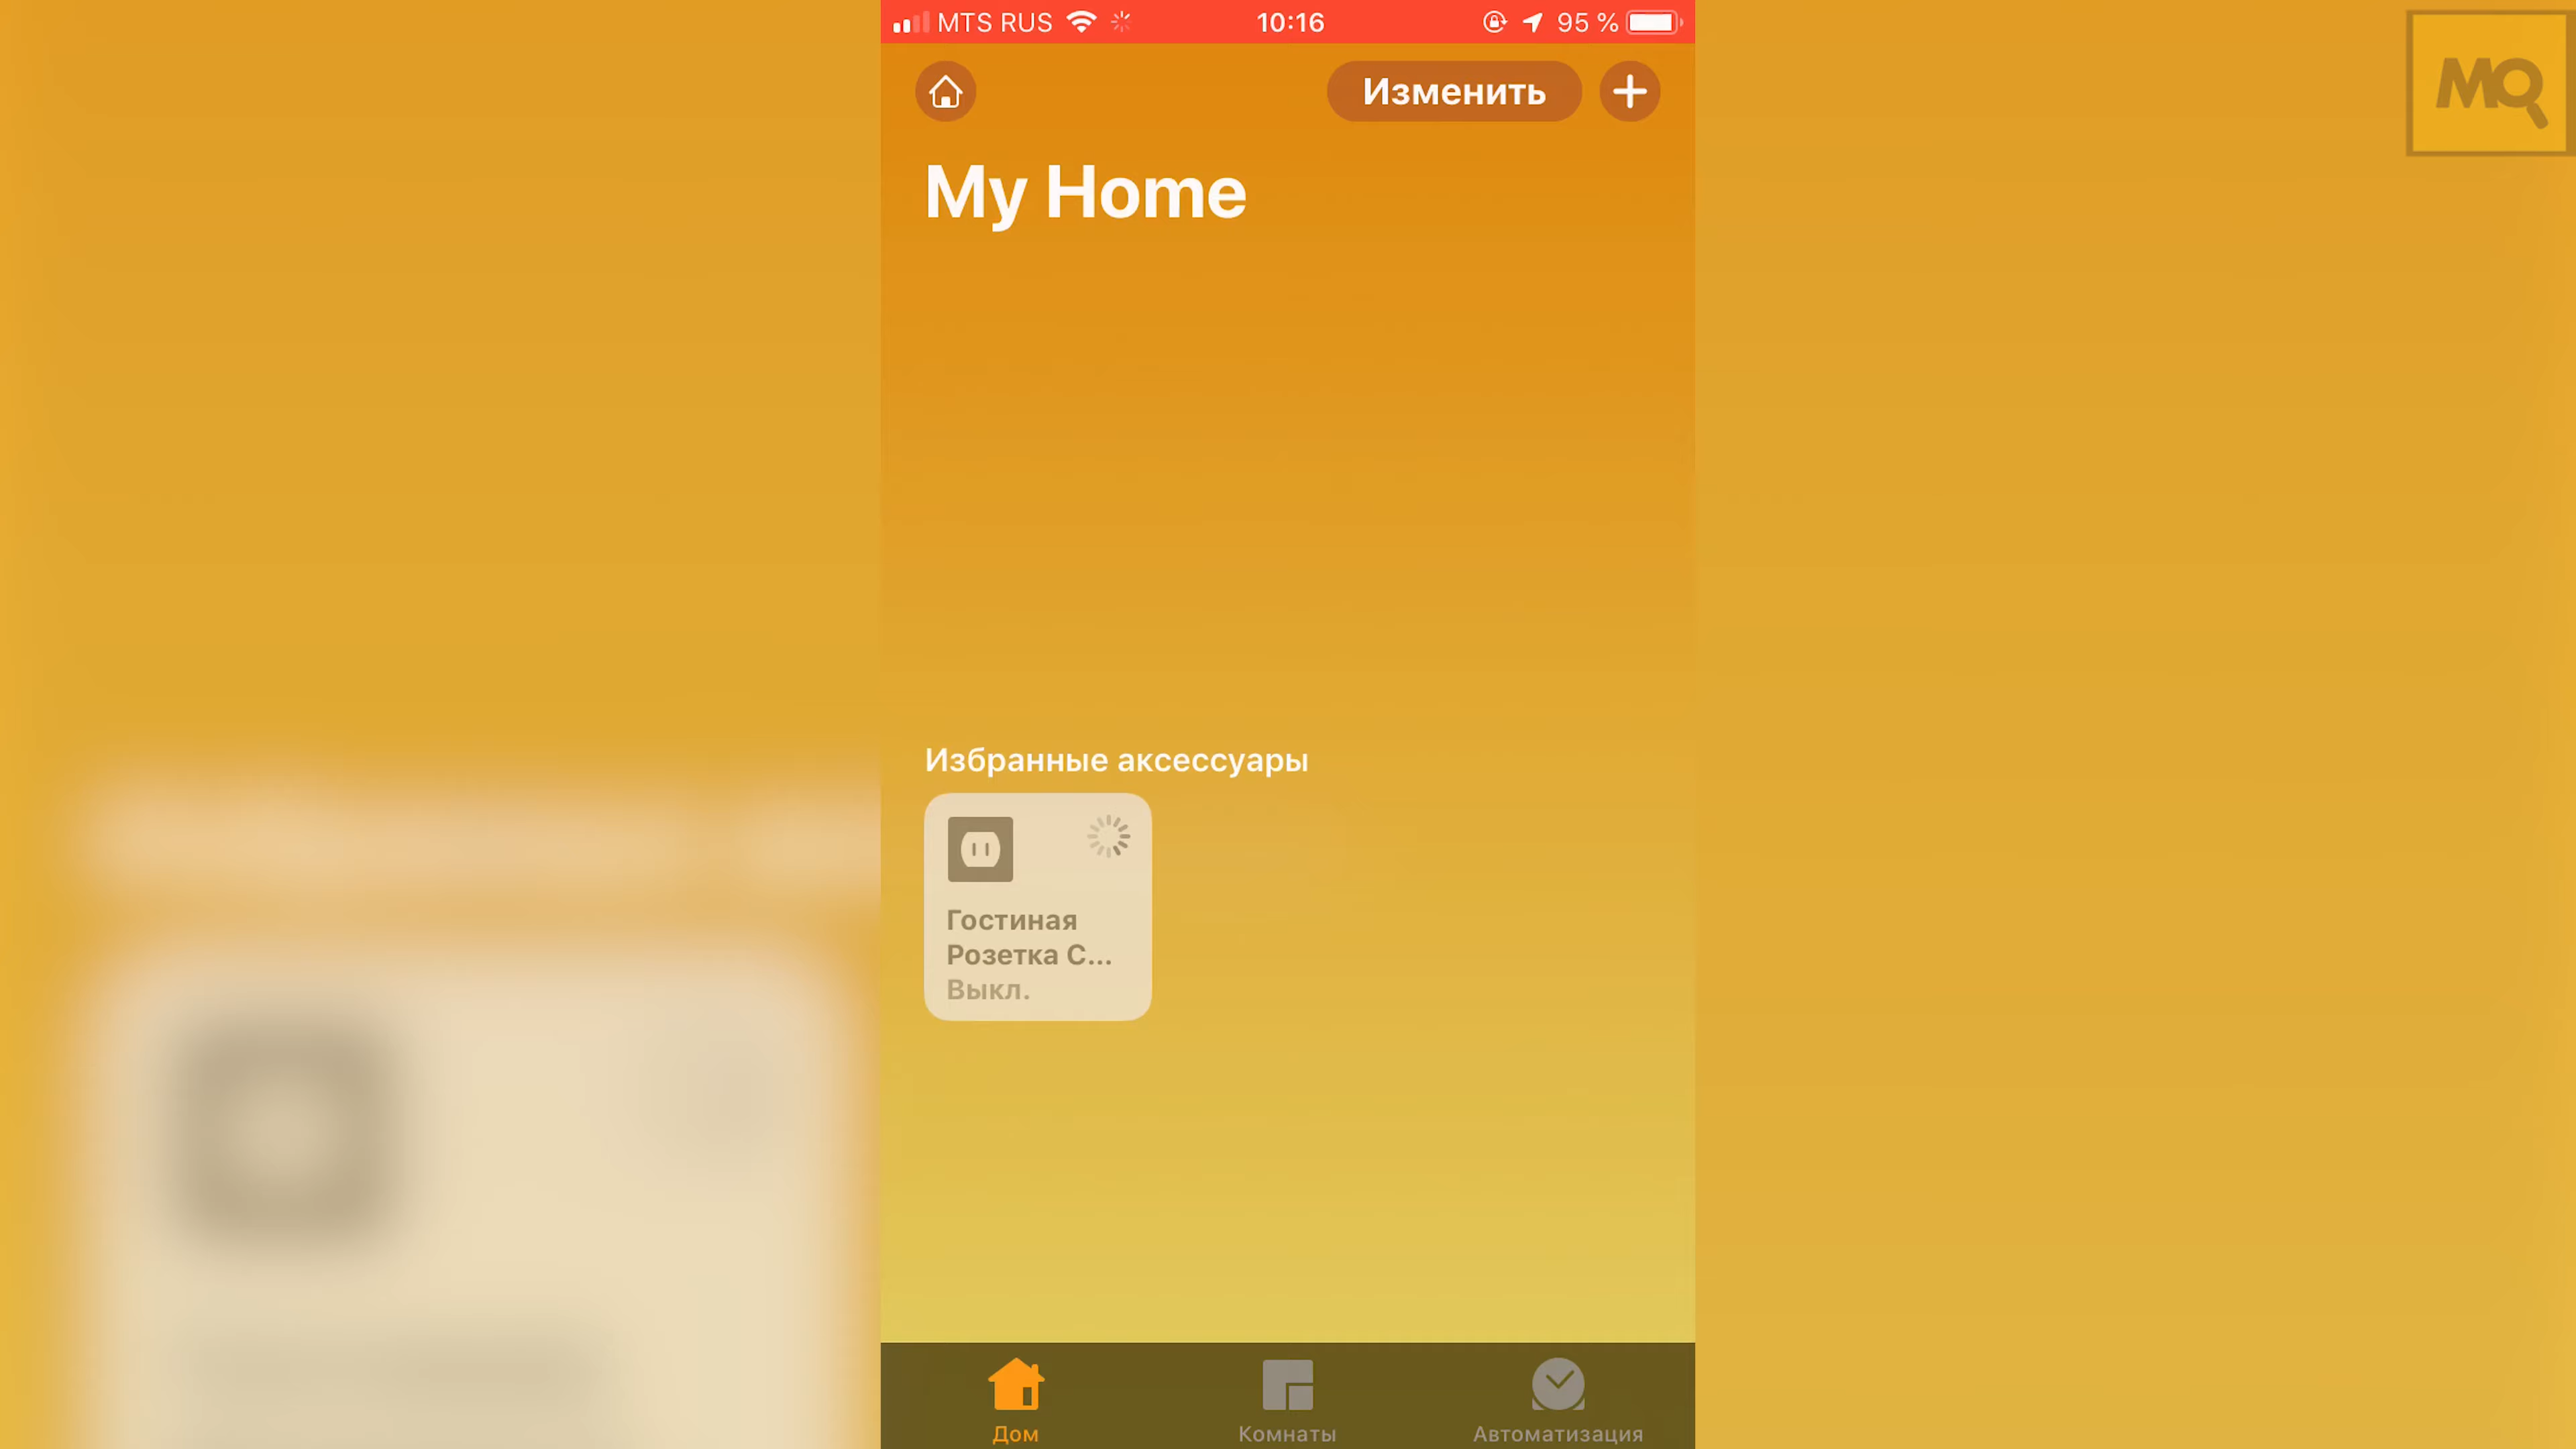 MTS RUS 10:16 95 %
MQ
Изменить
My Home
Избранные аксессуары
Гостиная
Розетка С...
Выкл.
Дом Комнаты Автоматизация